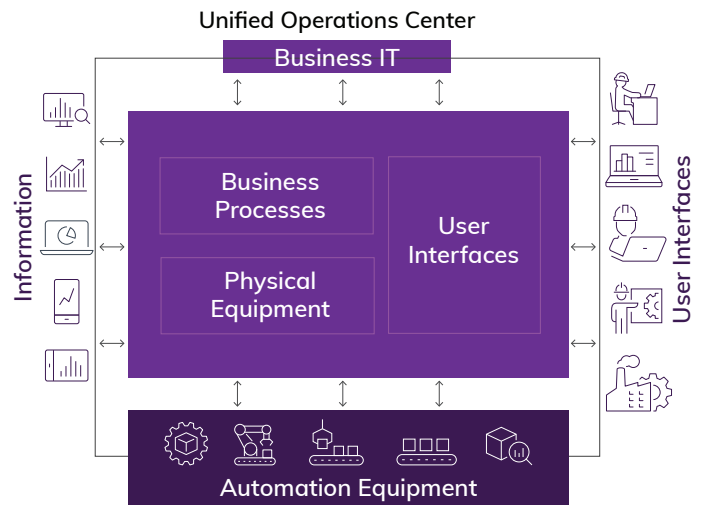 Unified Operations Center
Business IT
Information
Business
Processes
Physical
Equipment
User
Interfaces
User Interfaces
Automation Equipment